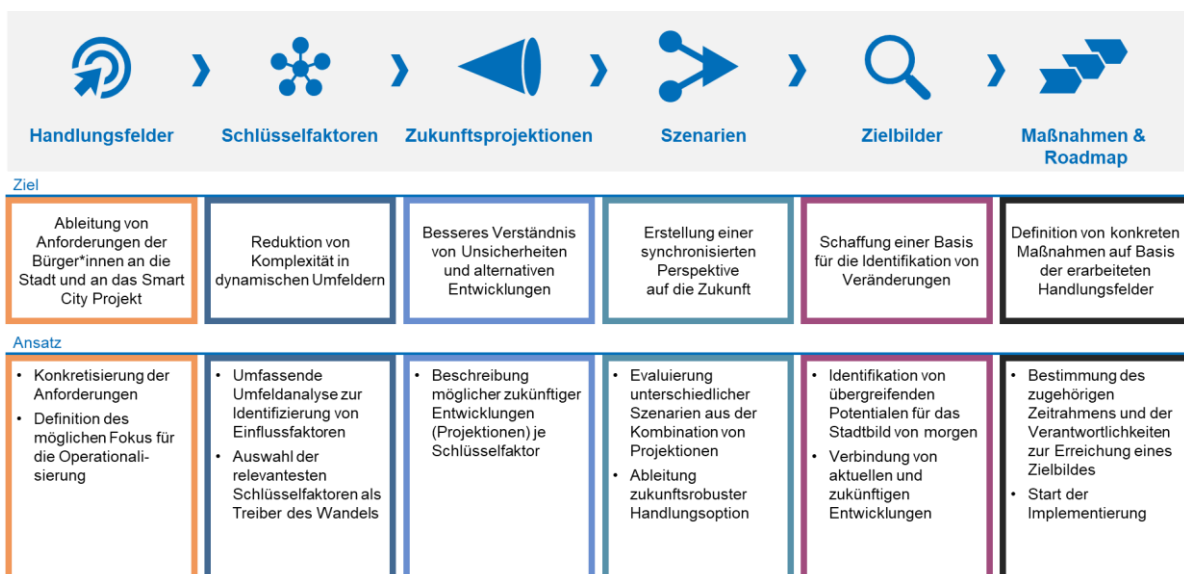 Handlungsfelder
Schlüsselfaktoren
Zukunftsprojektionen
Szenarien
Zielbilder
Maßnahmen &
Roadmap
Ziel
Ableitung von
Anforderungen der
Bürger*innen an die
Stadt und an das Smart
City Projekt
Reduktion von
Komplexität in
dynamischen Umfeldern
Besseres Verständnis
von Unsicherheiten
und alternativen
Entwicklungen
Erstellung einer
synchronisierten
Perspektive
auf die Zukunft
Schaffung einer Basis
für die Identifikation von
Veränderungen
Definition von konkreten
Maßnahmen auf Basis
der erarbeiteten
Handlungsfelder
Ansatz
• Konkretisierung der
Anforderungen
• Definition des
möglichen Fokus für
die Operationali-
sierung
• Umfassende
Umfeldanalyse zur
Identifizierung von
Einflussfaktoren
• Auswahl der
relevantesten
Schlüsselfaktoren als
Treiber des Wandels
• Beschreibung
möglicher zukünftiger
Entwicklungen
(Projektionen) je
Schlüsselfaktor
• Evaluierung
unterschiedlicher
Szenarien aus der
Kombination von
Projektionen
• Ableitung
zukunftsrobuster
Handlungsoption
• Identifikation von
übergreifenden
Potentialen für das
Stadtbild von morgen
• Verbindung von
aktuellen und
zukünftigen
Entwicklungen
• Bestimmung des
zugehörigen
Zeitrahmens und der
Verantwortlichkeiten
zur Erreichung eines
Zielbildes
• Start der
Implementierung